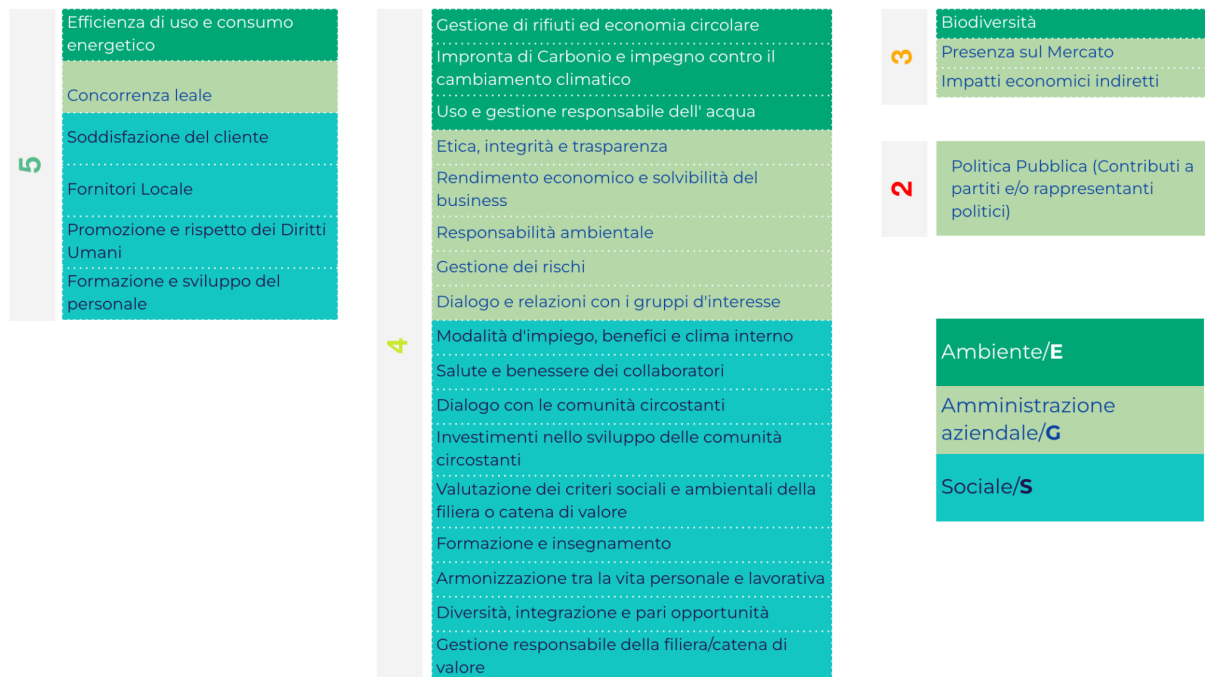 5
Efficienza di uso e consumo
energetico
Concorrenza leale
Soddisfazione del cliente
Fornitori Locale
Promozione e rispetto dei Diritti
Umani
Formazione e sviluppo del
personale
4
Gestione di rifiuti ed economia circolare
Impronta di Carbonio e impegno contro il
cambiamento climatico
Uso e gestione responsabile dell' acqua
Etica, integrità e trasparenza
Rendimento economico e solvibilità del
business
Responsabilità ambientale
Gestione dei rischi
Dialogo e relazioni con i gruppi d'interesse
Modalità d'impiego, benefici e clima interno
Salute e benessere dei collaboratori
Dialogo con le comunità circostanti
Investimenti nello sviluppo delle comunità
circostanti
Valutazione dei criteri sociali e ambientali della
filiera o catena di valore
Formazione e insegnamento
Armonizzazione tra la vita personale e lavorativa
Diversità, integrazione e pari opportunità
Gestione responsabile della filiera/catena di
valore
3
Biodiversità
Presenza sul Mercato
Impatti economici indiretti
2
Politica Pubblica (Contributi a
partiti e/o rappresentanti
politici)
Ambiente/E
Amministrazione
aziendale/G
Sociale/S